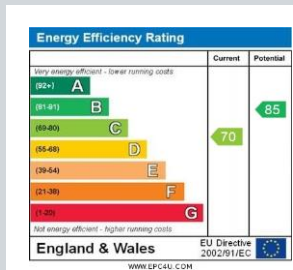 Energy Efficiency Rating
Current Potential
Very energy efficient - lower running costs
(92+) A
(81-91) B
85
(69-80) C
70
(55-68) D
(39-54) E
(21-38) F
(1-20) G
Not energy efficient - higher running costs
England & Wales
EU Directive
2002/91/EC
WWW.EPC4U.COM